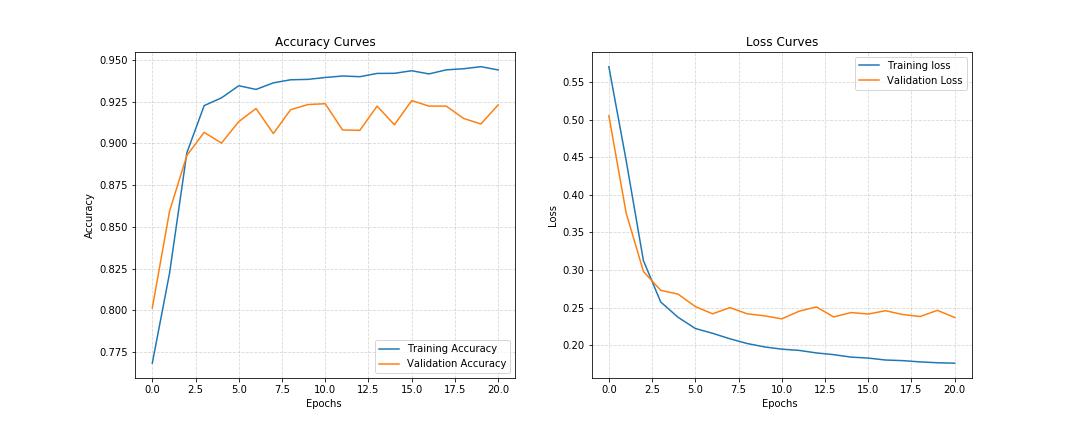 Accuracy Curves
Accuracy
0.950
0.925
0.900
0.875
0.850
0.825
0.800
0.775
Training Accuracy
Validation Accuracy
0.0 2.5 5.0 7.5 10.0 12.5 15.0 17.5 20.0
Epochs
Loss Curves
Loss
0.55
0.50
0.45
0.40
0.35
0.30
0.25
0.20
Training loss
Validation Loss
0.0 2.5 5.0 7.5 10.0 12.5 15.0 17.5 20.0
Epochs